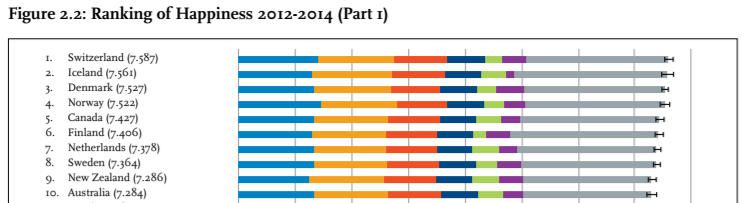 Figure 2.2: Ranking of Happiness 2012-2014 (Part 1)
1. Switzerland (7.587)
2. Iceland (7.561)
3. Denmark (7.527)
4. Norway (7.522)
5. Canada (7.427)
6. Finland (7.406)
7. Netherlands (7.378)
8. Sweden (7.364)
9. New Zealand (7.286)
10. Australia (7.284)